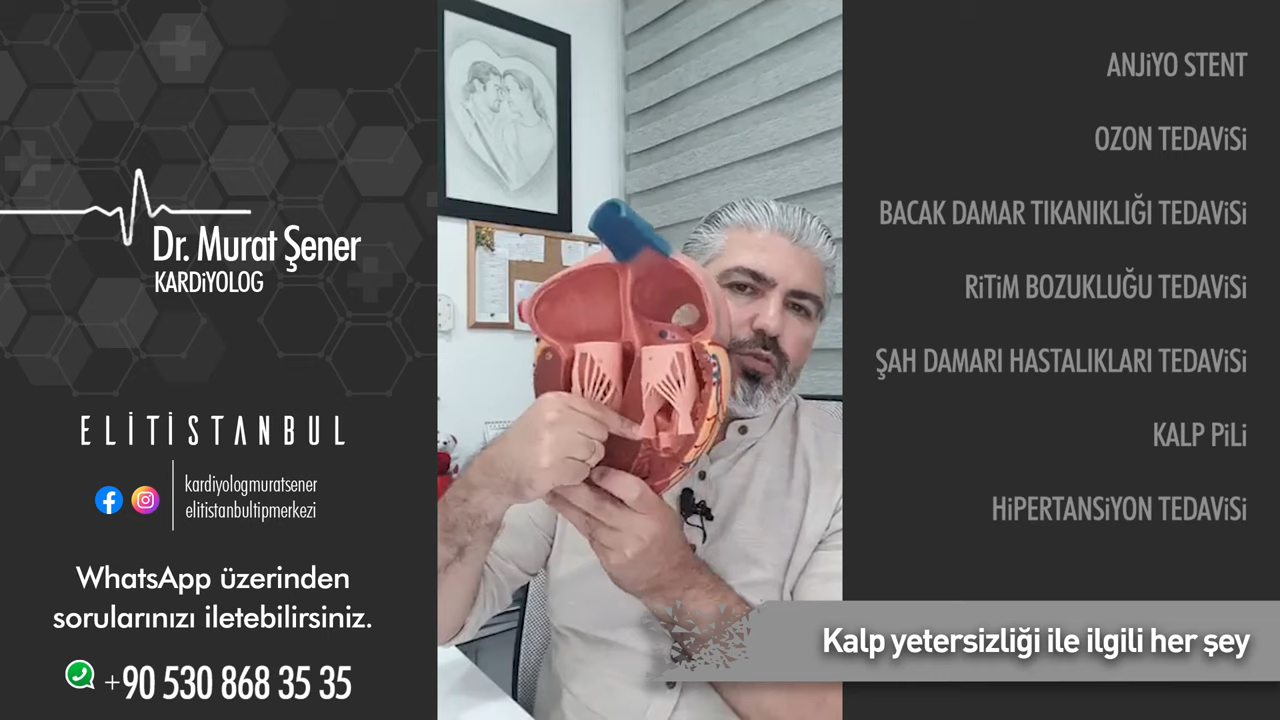 Dr. Murat Şener
KARDiYOLOG
ELİTİSTANBUL
kardiyologmuratsener
elitistanbultipmerkezi
WhatsApp üzerinden
sorularınızı iletebilirsiniz.
+90 530 868 35 35
ANJiYO STENT
OZON TEDAViSi
BACAK DAMAR TIKANIKLIĞI TEDAViSi
RiTiM BOZUKLUĞU TEDAViSi
ŞAH DAMARI HASTALIKLARI TEDAViSi
KALP PiLi
HiPERTANSiYON TEDAViSi
Kalp yetersizliği ile ilgili her şey